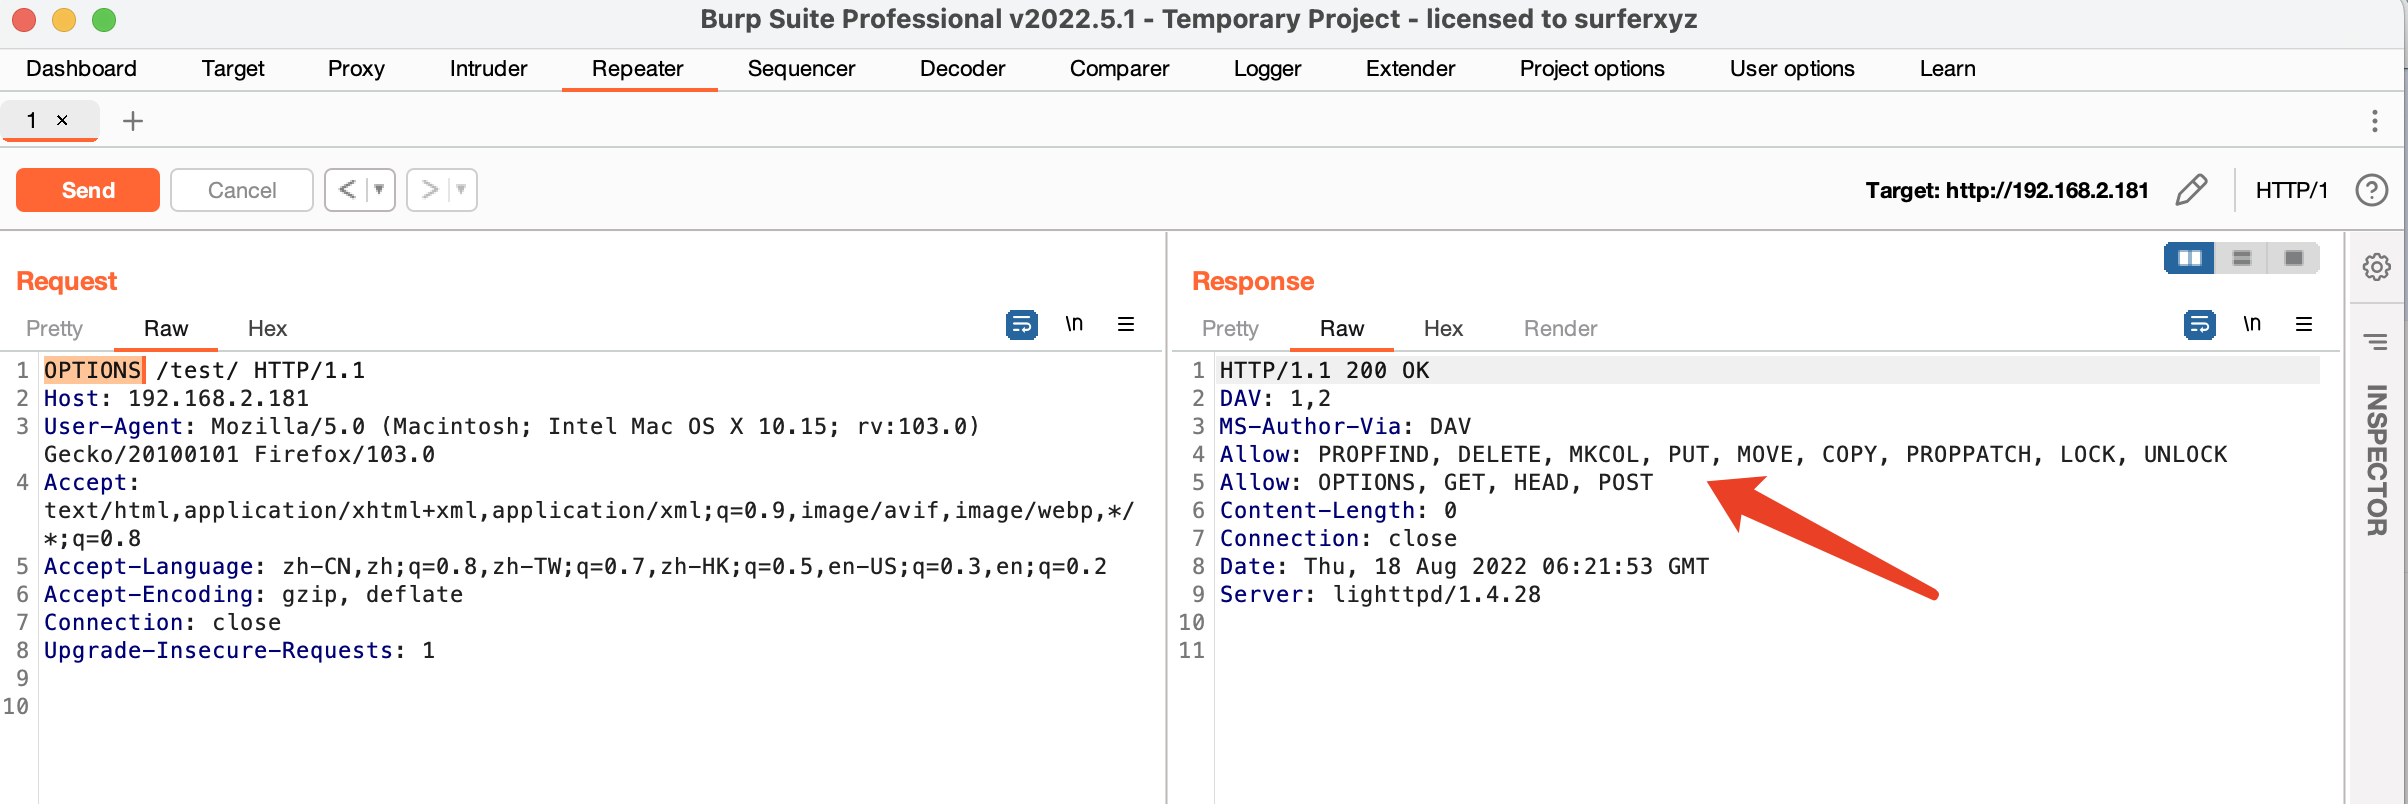 Burp Suite Professional v2022.5.1 - Temporary Project - licensed to surferxyz
Dashboard Target Proxy Intruder Repeater Sequencer Decoder Comparer Logger Extender Project options User options Learn
1 × +
Send Cancel < > Target: http://192.168.2.181 HTTP/1 ?
Request
Pretty Raw Hex \n
1 OPTIONS /test/ HTTP/1.1
2 Host: 192.168.2.181
3 User-Agent: Mozilla/5.0 (Macintosh; Intel Mac OS X 10.15; rv:103.0)
Gecko/20100101 Firefox/103.0
4 Accept:
text/html,application/xhtml+xml,application/xml;q=0.9,image/avif,image/webp,*/
*;q=0.8
5 Accept-Language: zh-CN,zh;q=0.8,zh-TW;q=0.7,zh-HK;q=0.5,en-US;q=0.3,en;q=0.2
6 Accept-Encoding: gzip, deflate
7 Connection: close
8 Upgrade-Insecure-Requests: 1
9
10
Response
Pretty Raw Hex Render \n
1 HTTP/1.1 200 OK
2 DAV: 1,2
3 MS-Author-Via: DAV
4 Allow: PROPFIND, DELETE, MKCOL, PUT, MOVE, COPY, PROPPATCH, LOCK, UNLOCK
5 Allow: OPTIONS, GET, HEAD, POST
6 Content-Length: 0
7 Connection: close
8 Date: Thu, 18 Aug 2022 06:21:53 GMT
9 Server: lighttpd/1.4.28
10
11
INSPECTOR